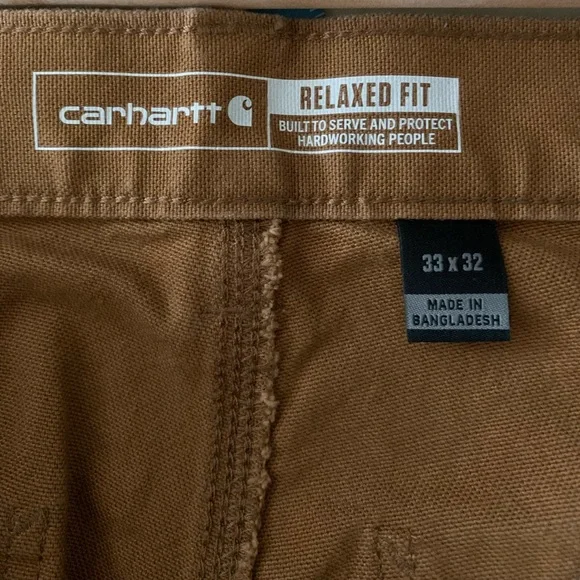 carhartt
RELAXED FIT
BUILT TO SERVE AND PROTECT
HARDWORKING PEOPLE
33 x 32
MADE IN
BANGLADESH